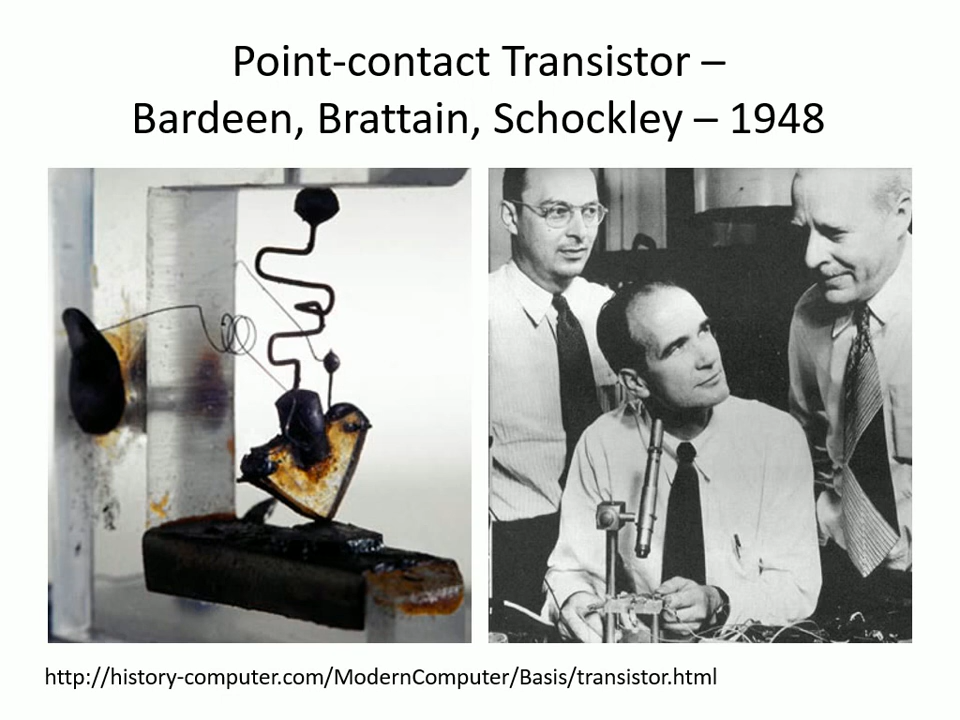 Point-contact Transistor –
Bardeen, Brattain, Schockley – 1948
http://history-computer.com/ModernComputer/Basis/transistor.html